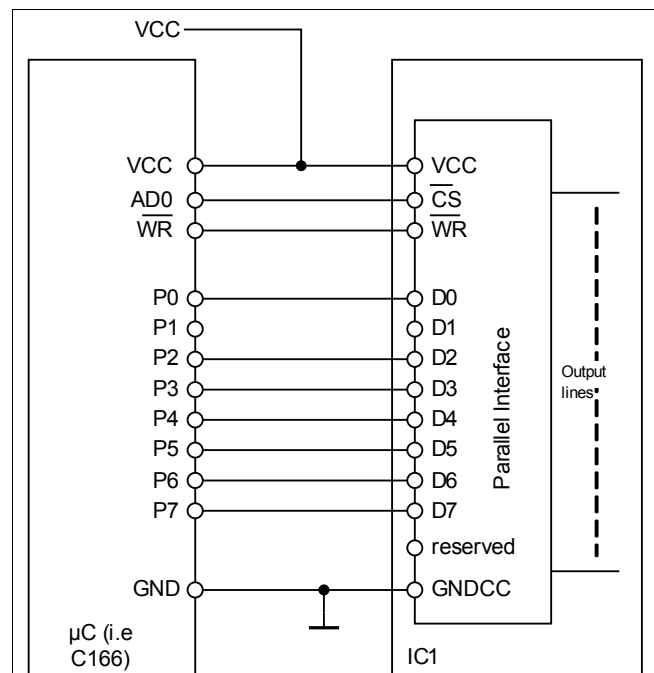 VCC
VCC
AD0
WR
P0
P1
P2
P3
P4
P5
P6
P7
GND
µC (i.e
C166)
VCC
CS
WR
D0
D1
D2
D3
D4
D5
D6
D7
reserved
GNDCC
Parallel Interface
IC1
Output
lines